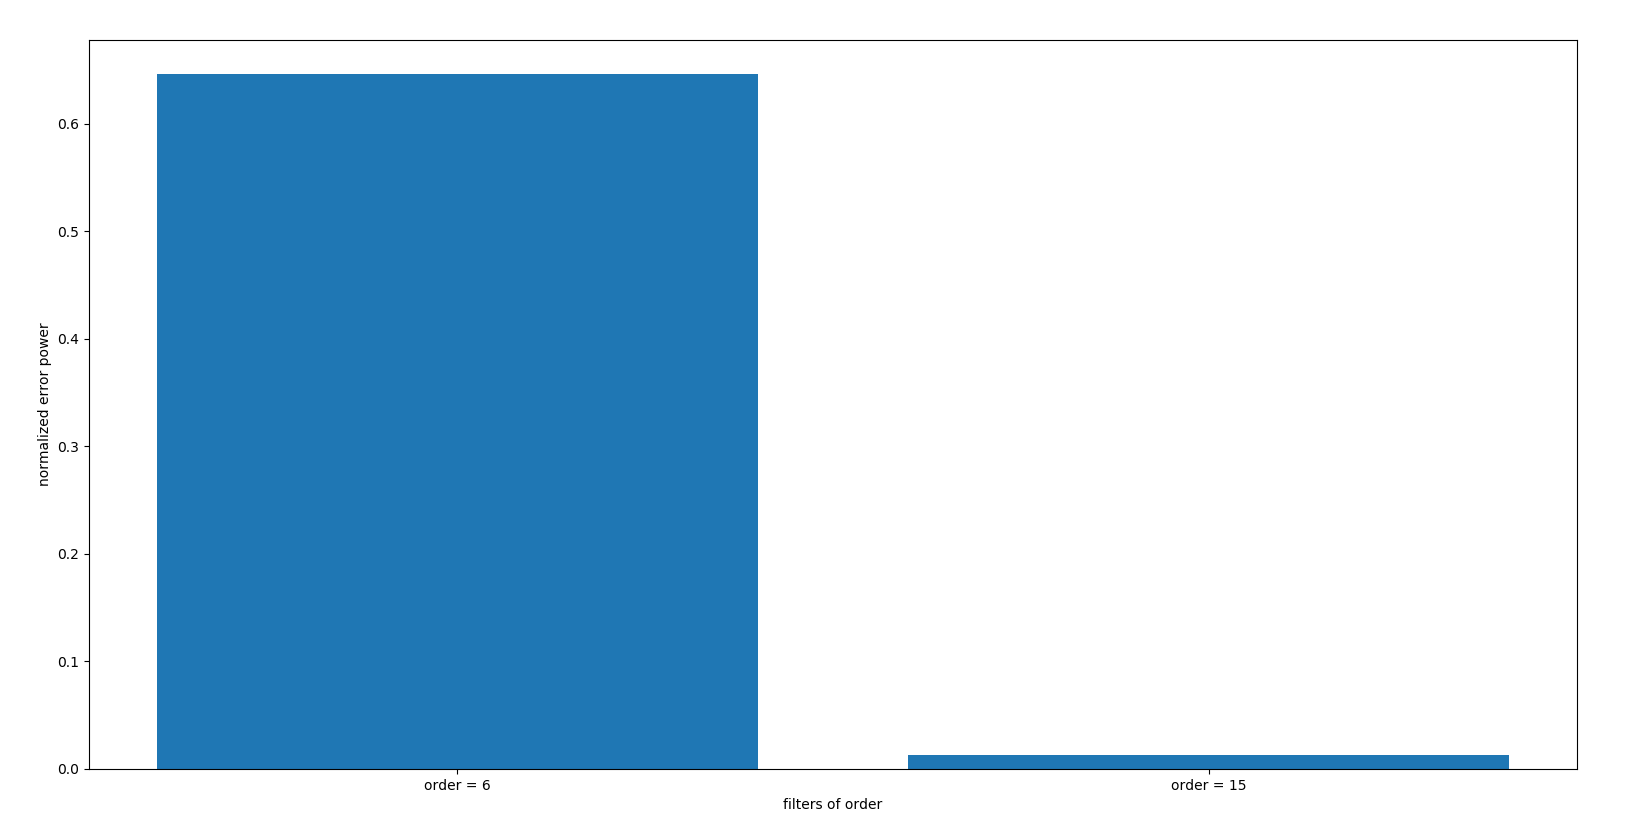 normalized error power
0.6
0.5
0.4
0.3
0.2
0.1
0.0
order = 6
order = 15
filters of order